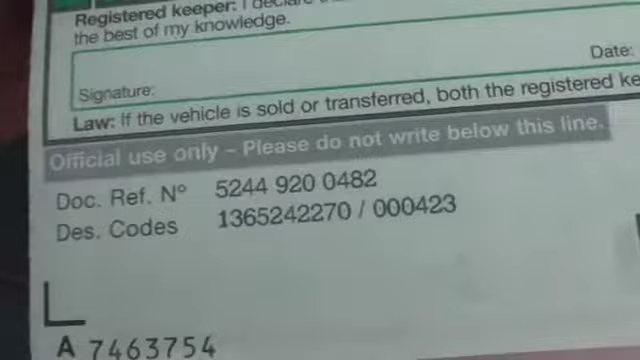 Registered keeper: I declare
the best of my knowledge.
Date:
Signature:
Law: If the vehicle is sold or transferred, both the registered
Official use only – Please do not write below this line.
Doc. Ref. Nº 5244 920 0482
Des. Codes 1365242270 / 000423
A 7463754